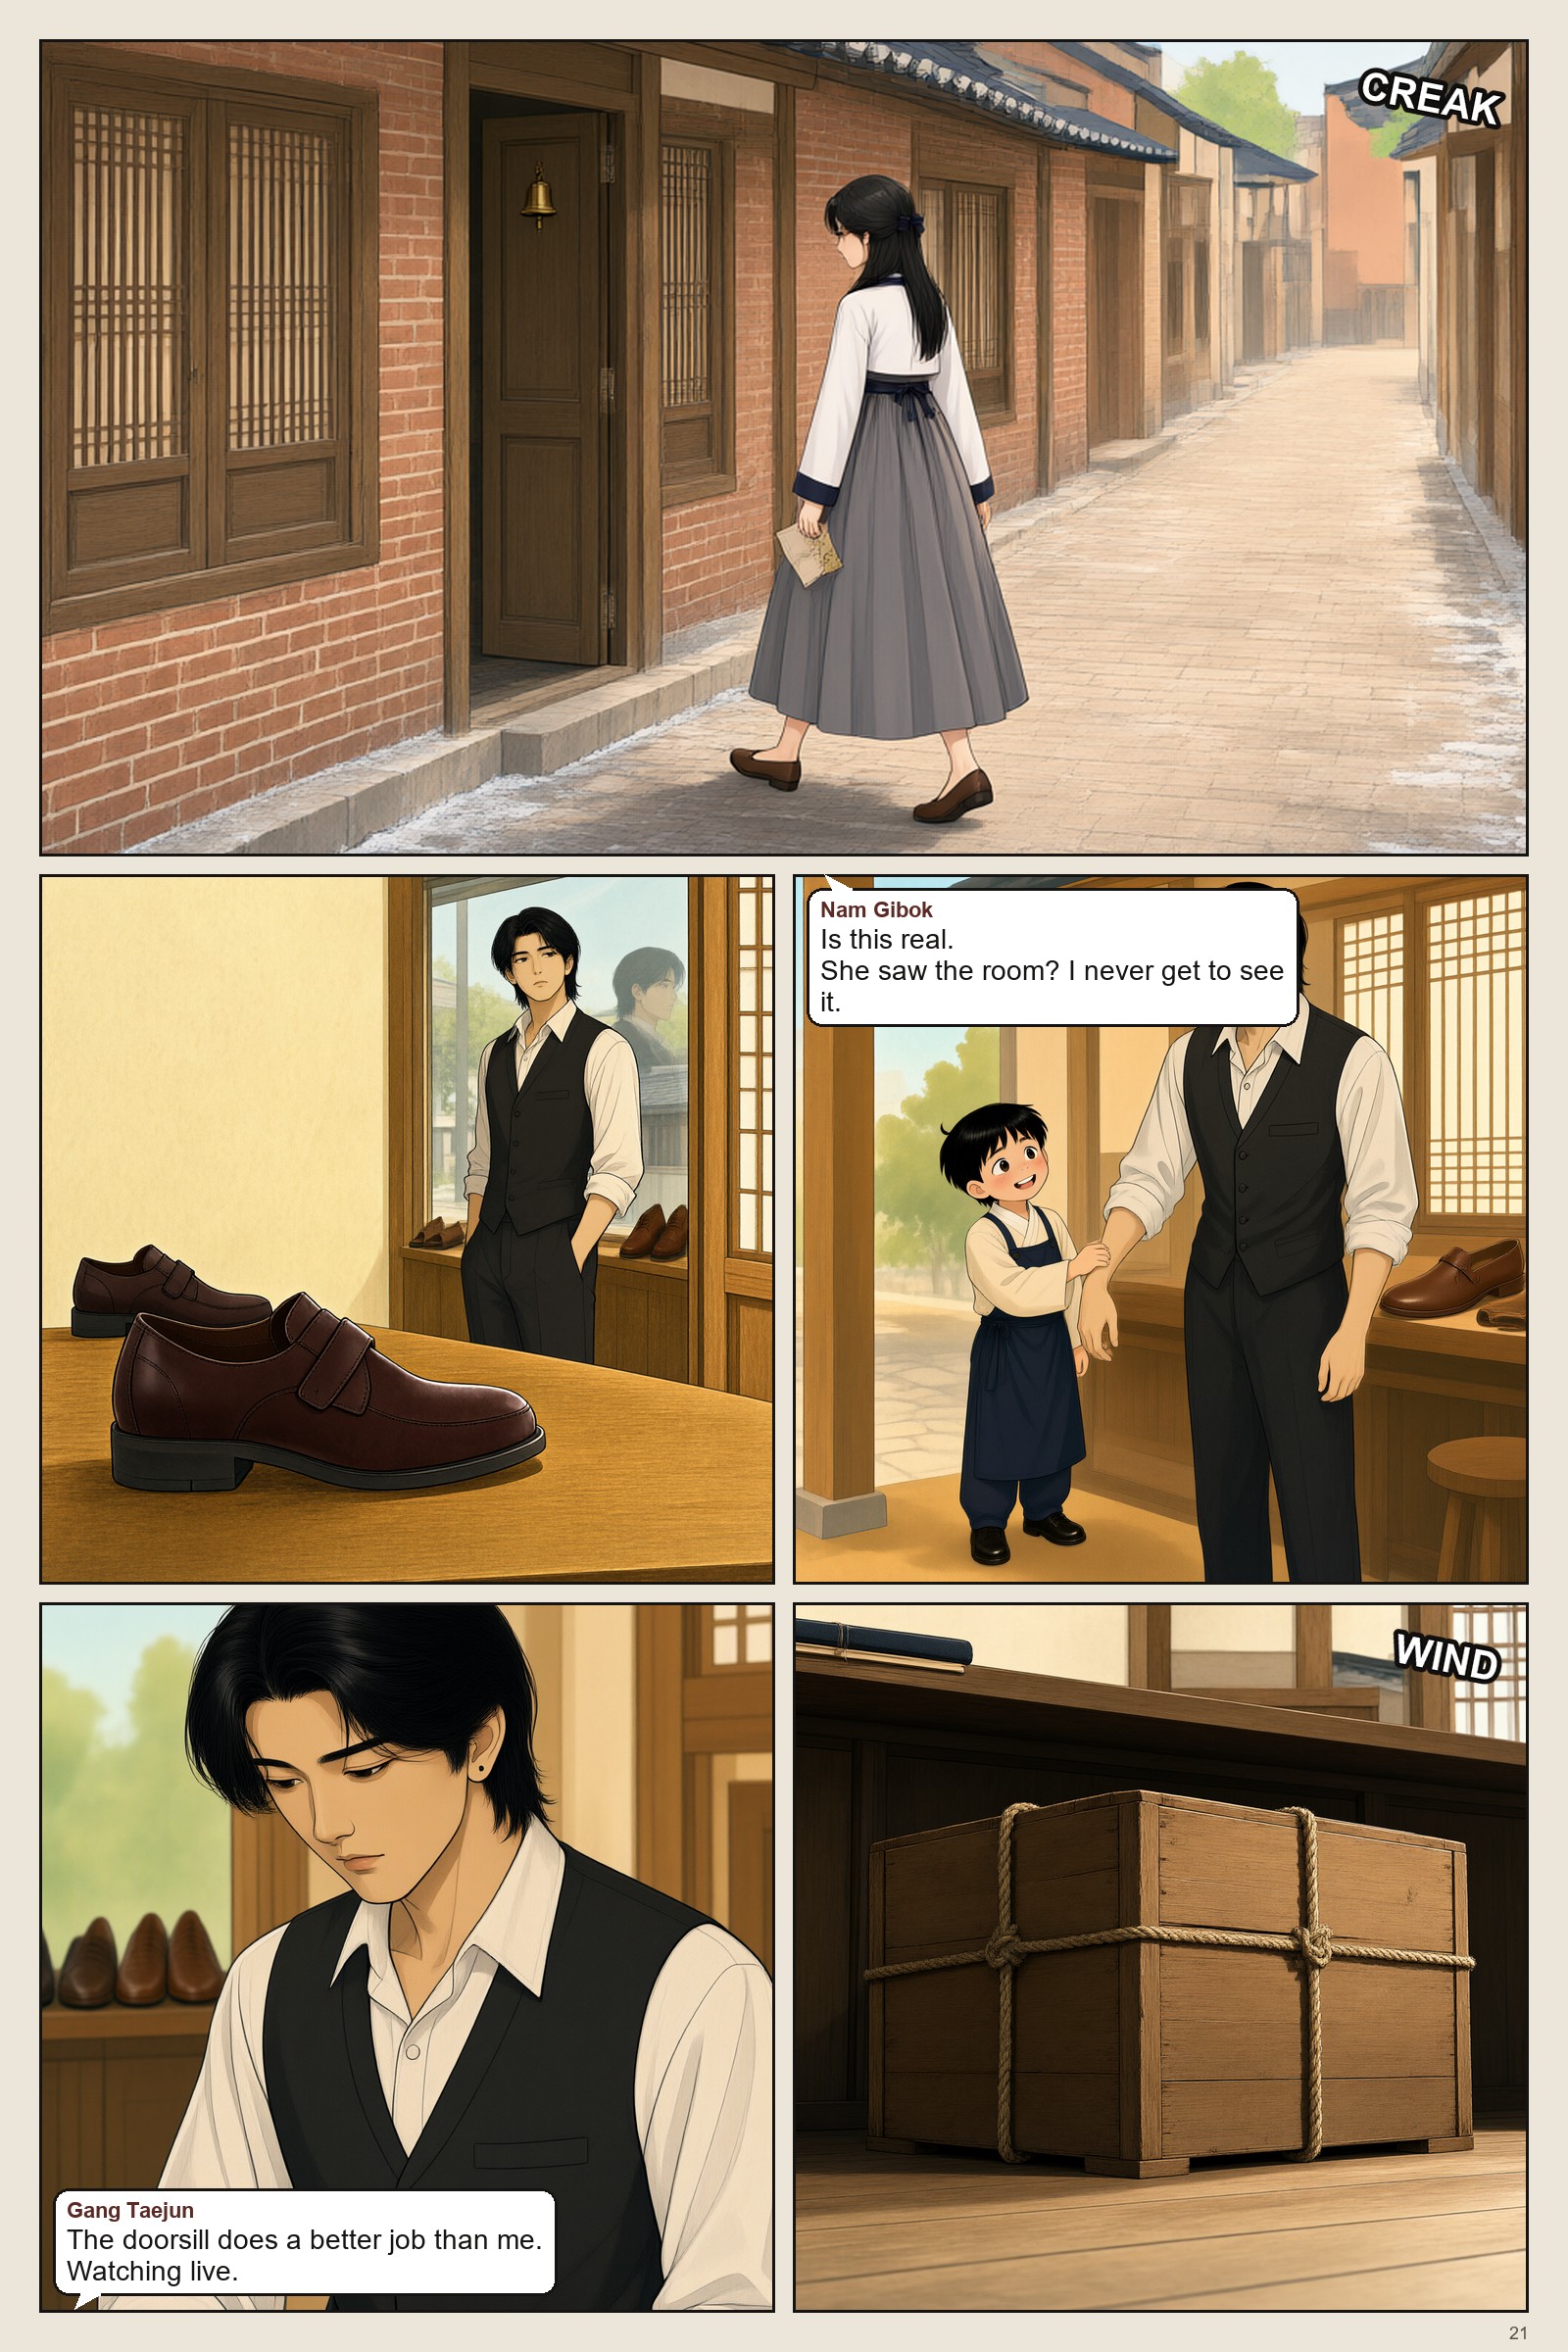 CREAK
Nam Gibok
Is this real.
She saw the room? I never get to see
it.
Gang Taejun
The doorsill does a better job than me.
Watching live.
WIND
21